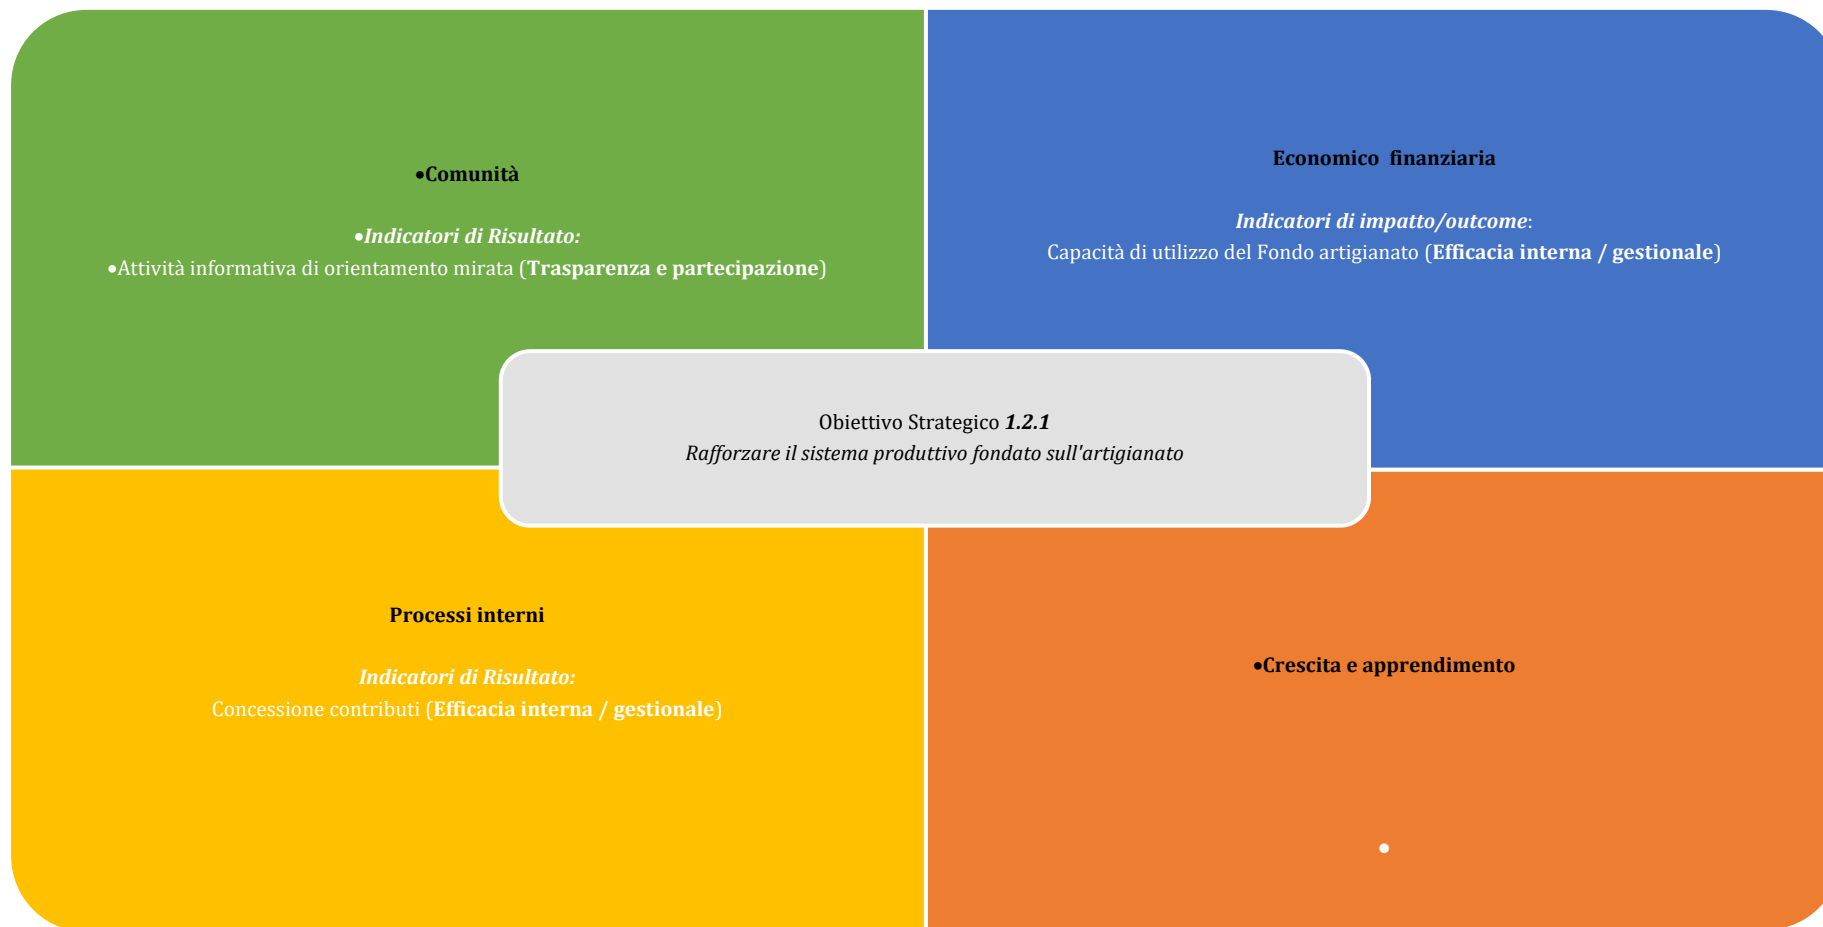 •Comunità
•Indicatori di Risultato:
•Attività informativa di orientamento mirata (Trasparenza e partecipazione)
Economico finanziaria
Indicatori di impatto/outcome:
Capacità di utilizzo del Fondo artigianato (Efficacia interna / gestionale)
Obiettivo Strategico 1.2.1
Rafforzare il sistema produttivo fondato sull'artigianato
Processi interni
Indicatori di Risultato:
Concessione contributi (Efficacia interna / gestionale)
•Crescita e apprendimento
•